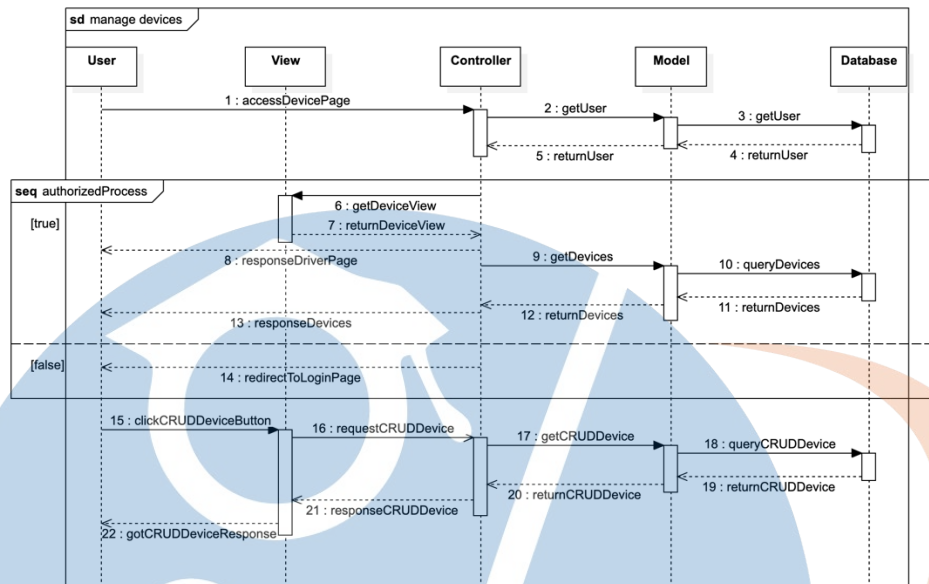 sd manage devices
User
View
Controller
Model
Database
1 : accessDevicePage
2 : getUser
3 : getUser
4 : returnUser
5 : returnUser
seq authorizedProcess
[true]
6 : getDeviceView
7 : returnDeviceView
8 : responseDriverPage
9 : getDevices
10 : queryDevices
11 : returnDevices
12 : returnDevices
13 : responseDevices
[false]
14 : redirectToLoginPage
15 : clickCRUDDeviceButton
16 : requestCRUDDevice
17 : getCRUDDevice
18 : queryCRUDDevice
19 : returnCRUDDevice
20 : returnCRUDDevice
21 : responseCRUDDevice
22 : gotCRUDDeviceResponse